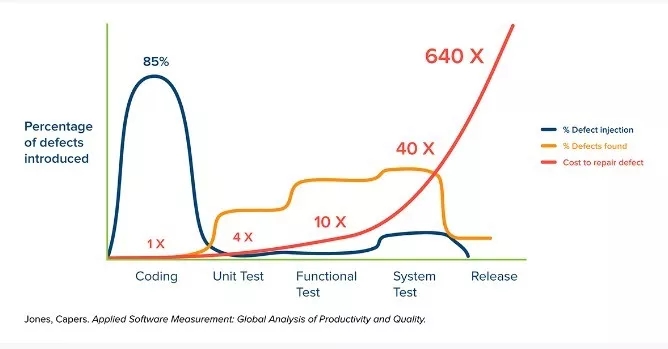 640 X
85%
Percentage
of defects
introduced
% Defect injection
% Defects found
Cost to repair defect
40 X
10 X
4 X
1 X
Coding
Unit Test
Functional
Test
System
Test
Release
Jones, Capers. Applied Software Measurement: Global Analysis of Productivity and Quality.